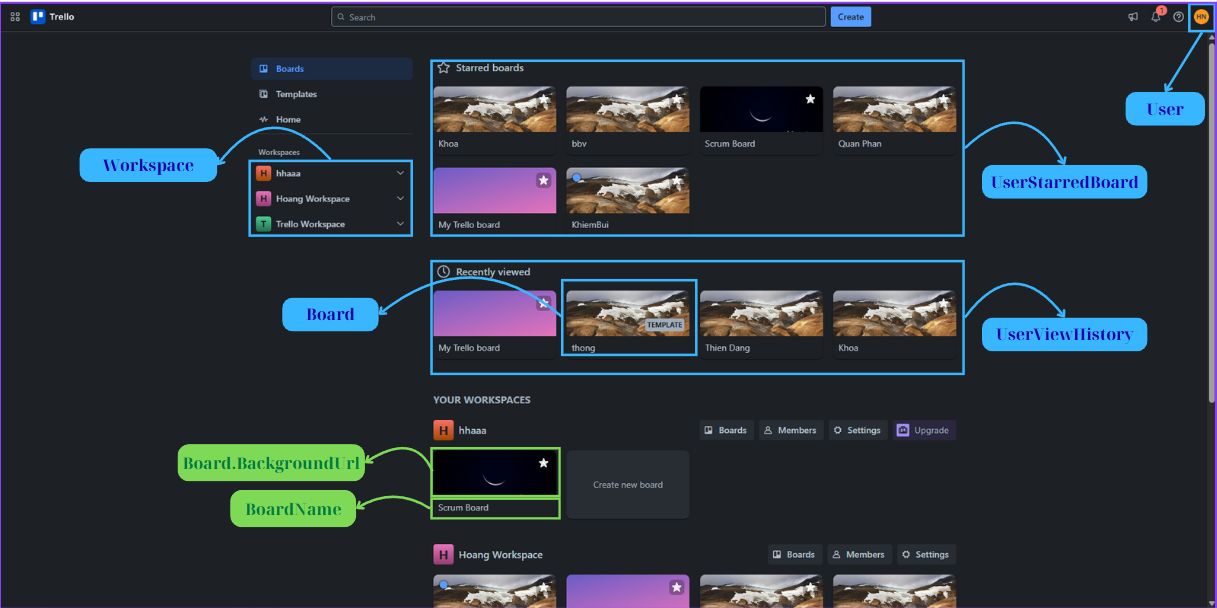 Trello
Search
Create
1
HN
User
Boards
Templates
Home
Workspaces
Workspace
H hhaaa
H Hoang Workspace
T Trello Workspace
Starred boards
Khoa
bbv
Scrum Board
Quan Phan
My Trello board
KhiemBui
UserStarredBoard
Recently viewed
Board
TEMPLATE
My Trello board
thong
Thien Dang
Khoa
UserViewHistory
YOUR WORKSPACES
H hhaaa
Boards
Members
Settings
Upgrade
Board.BackgroundUrl
BoardName
Scrum Board
Create new board
H Hoang Workspace
Boards
Members
Settings